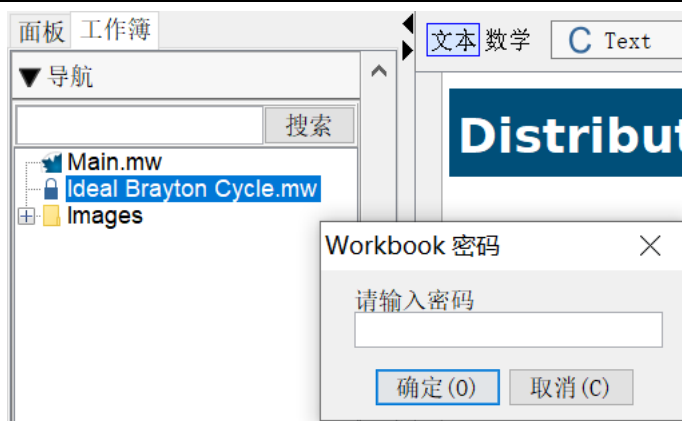 面板 工作簿
文本 数学 C Text
导航
搜索
Main.mw
Ideal Brayton Cycle.mw
Images
Distribut
Workbook 密码
请输入密码
确定(O) 取消(C)